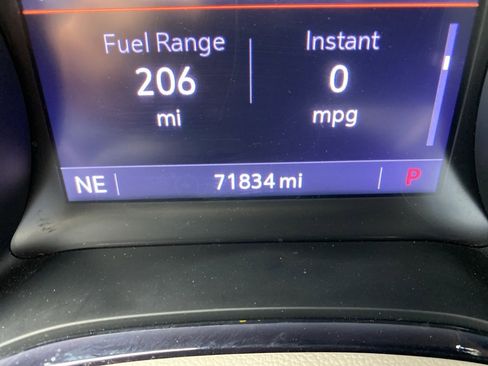 Fuel Range Instant
206 0
mi mpg
NE 71834 mi P